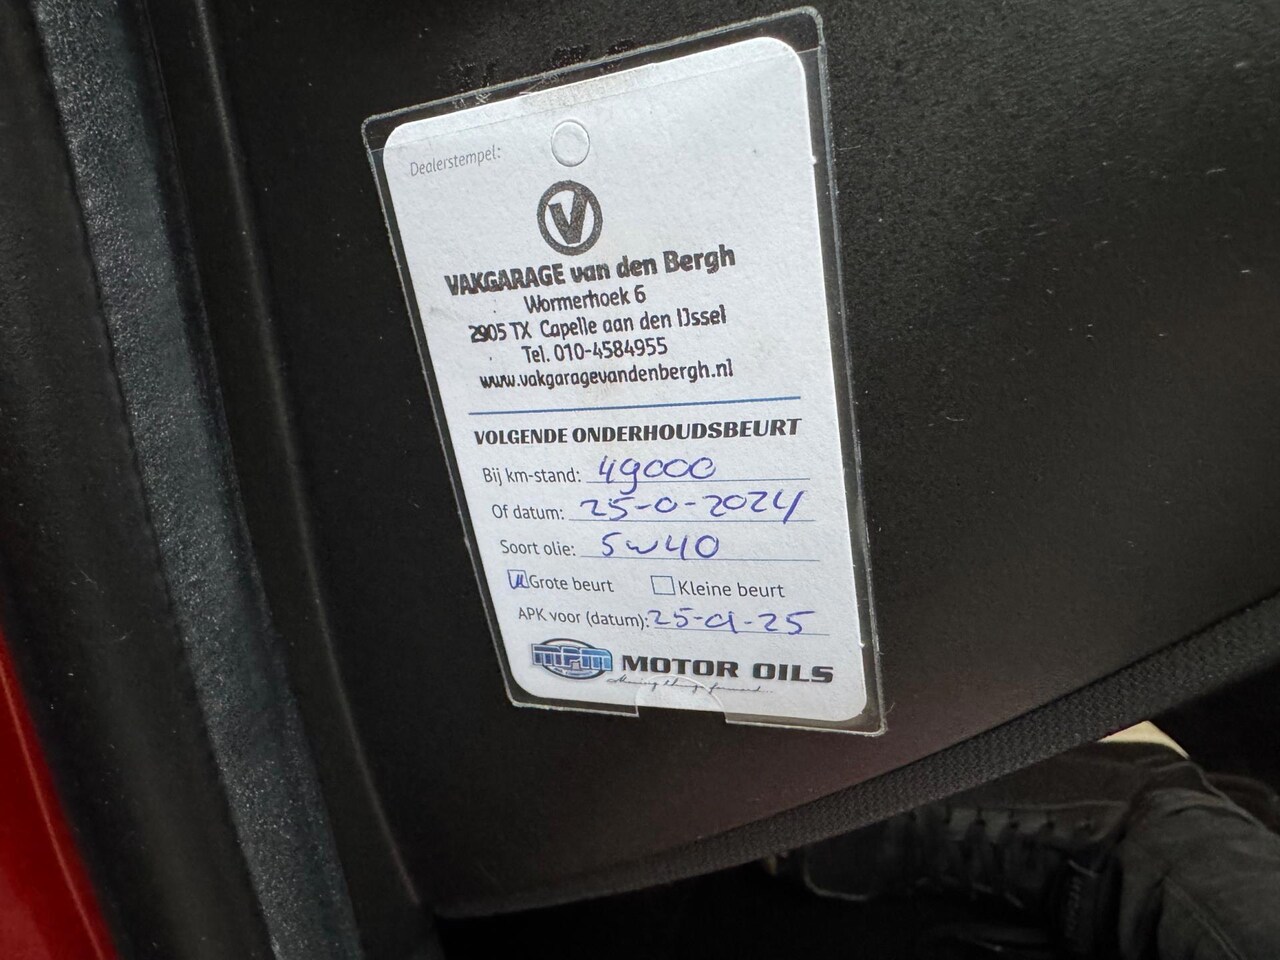 Dealerstempel:
V
VAKGARAGE van den Bergh
Wormerhoek 6
2905 TX Capelle aan den IJssel
Tel. 010-4584955
www.vakgaragevandenbergh.nl
VOLGENDE ONDERHOUDSBEURT
Bij km-stand: 49000
Of datum: 25-0-2024
Soort olie: 5w40
Grote beurt Kleine beurt
APK voor (datum): 25-9-25
MPM MOTOR OILS